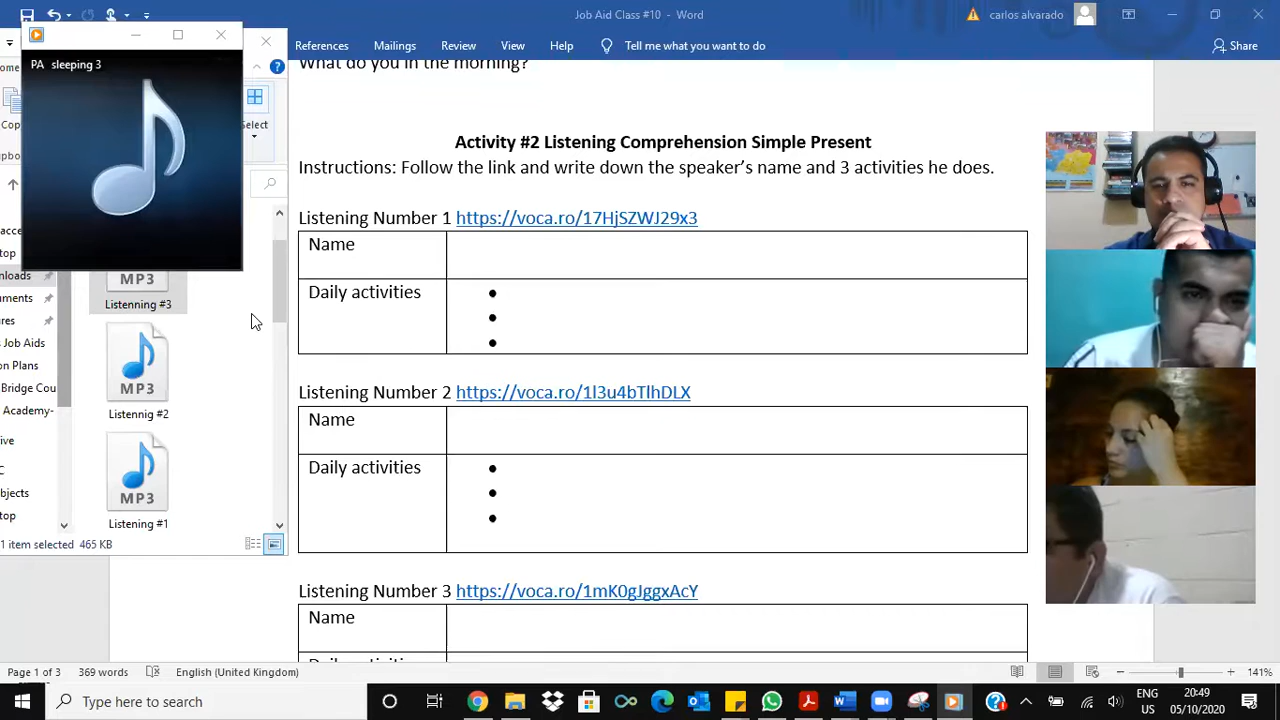 Job Aid Class #10 - Word
carlos alvarado
References Mailings Review View Help Tell me what you want to do Share
PA sleeping 3
Select
What do you in the morning?
Activity #2 Listening Comprehension Simple Present
Instructions: Follow the link and write down the speaker's name and 3 activities he does.
Listening Number 1 https://voca.ro/17HjSZWJ29x3
Name
Daily activities
Listening Number 2 https://voca.ro/1l3u4bTlhDLX
Name
Daily activities
Listening Number 3 https://voca.ro/1mK0gJggxAcY
Name
MP3
Listenning #3
MP3
Listennig #2
MP3
Listening #1
Job Aids
Bridge Cou
Academy-
1 item selected 465 KB
Page 1 of 3 369 words English (United Kingdom) 141%
Type here to search
ENG
US
20:49
05/10/2020